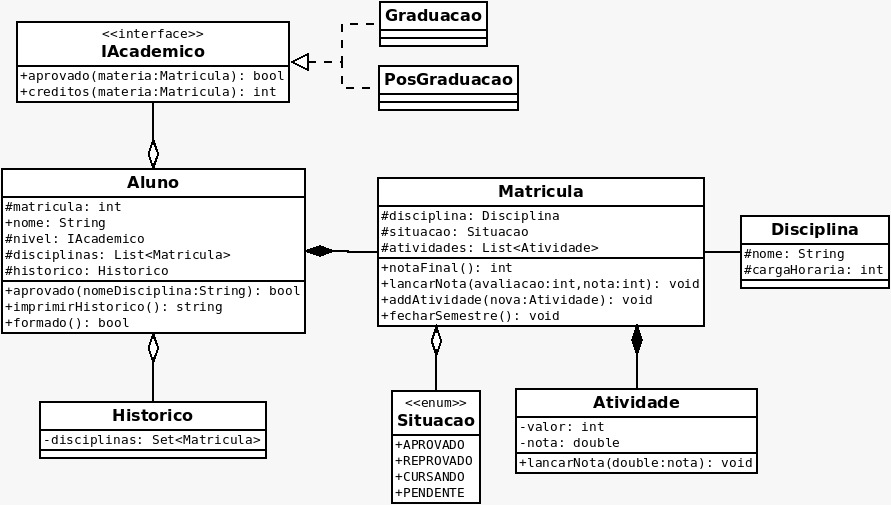 Graduacao
<<interface>>
IAcademico
+aprovado(materia:Matricula): bool
+creditos(materia:Matricula): int
PosGraduacao
Aluno
#matricula: int
+nome: String
#nivel: IAcademico
#disciplinas: List<Matricula>
#historico: Historico
+aprovado(nomeDisciplina:String): bool
+imprimirHistorico(): string
+formado(): bool
Matricula
#disciplina: Disciplina
#situacao: Situacao
#atividades: List<Atividade>
+notaFinal(): int
+lancarNota(avaliacao:int,nota:int): void
+addAtividade(nova:Atividade): void
+fecharSemestre(): void
Disciplina
#nome: String
#cargaHoraria: int
Historico
-disciplinas: Set<Matricula>
<<enum>>
Situacao
+APROVADO
+REPROVADO
+CURSANDO
+PENDENTE
Atividade
-valor: int
-nota: double
+lancarNota(double:nota): void